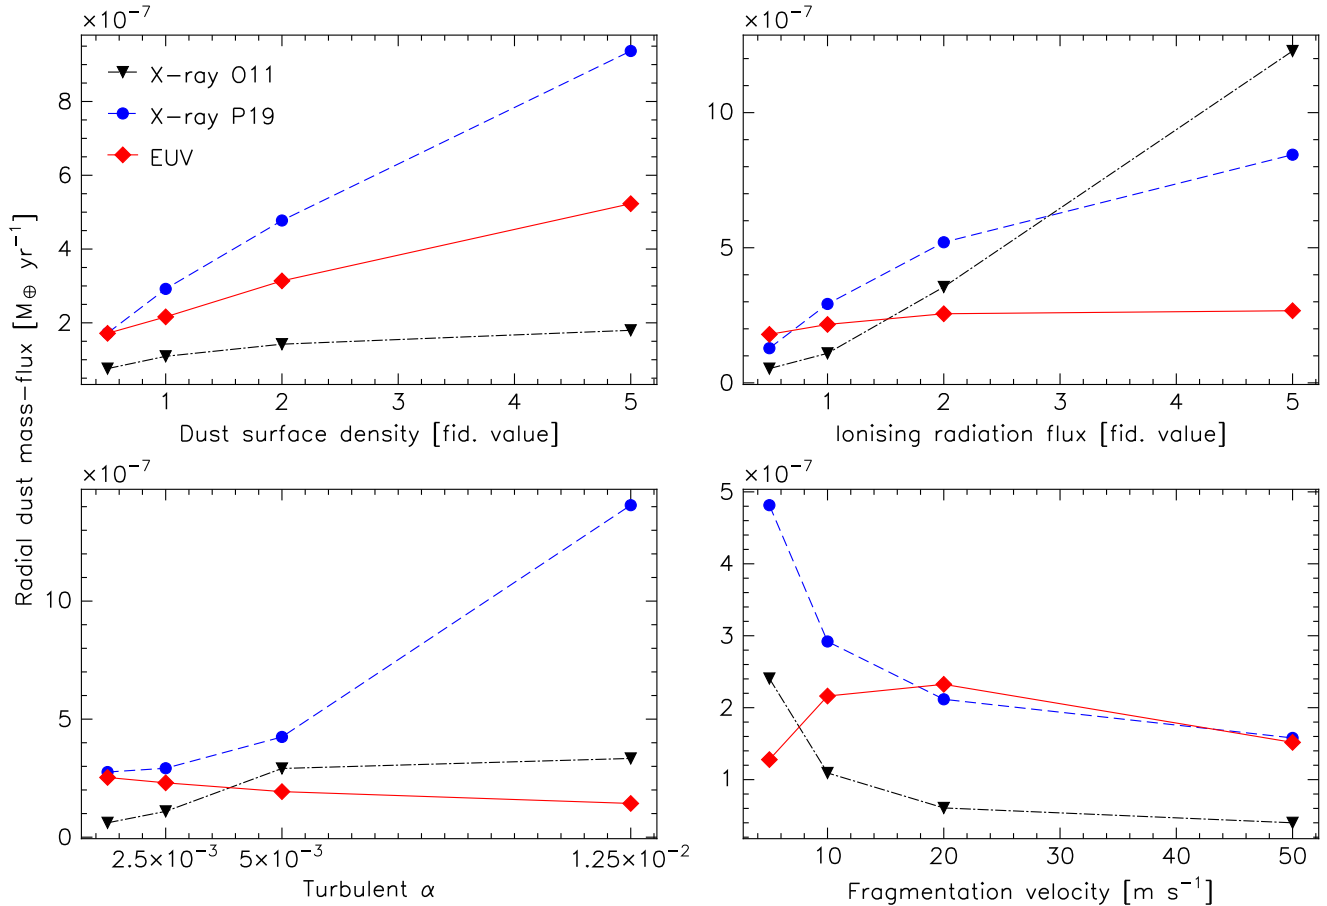 ×10⁻⁷
×10⁻⁷
X-ray O11
X-ray P19
EUV
8
6
4
2
10
5
0
1 2 3 4 5
1 2 3 4 5
Dust surface density [fid. value]
Ionising radiation flux [fid. value]
Radial dust mass-flux [M⊕ yr⁻¹]
×10⁻⁷
×10⁻⁷
10
5
0
5
4
3
2
1
2.5×10⁻³ 5×10⁻³ 1.25×10⁻²
10 20 30 40 50
Turbulent α
Fragmentation velocity [m s⁻¹]